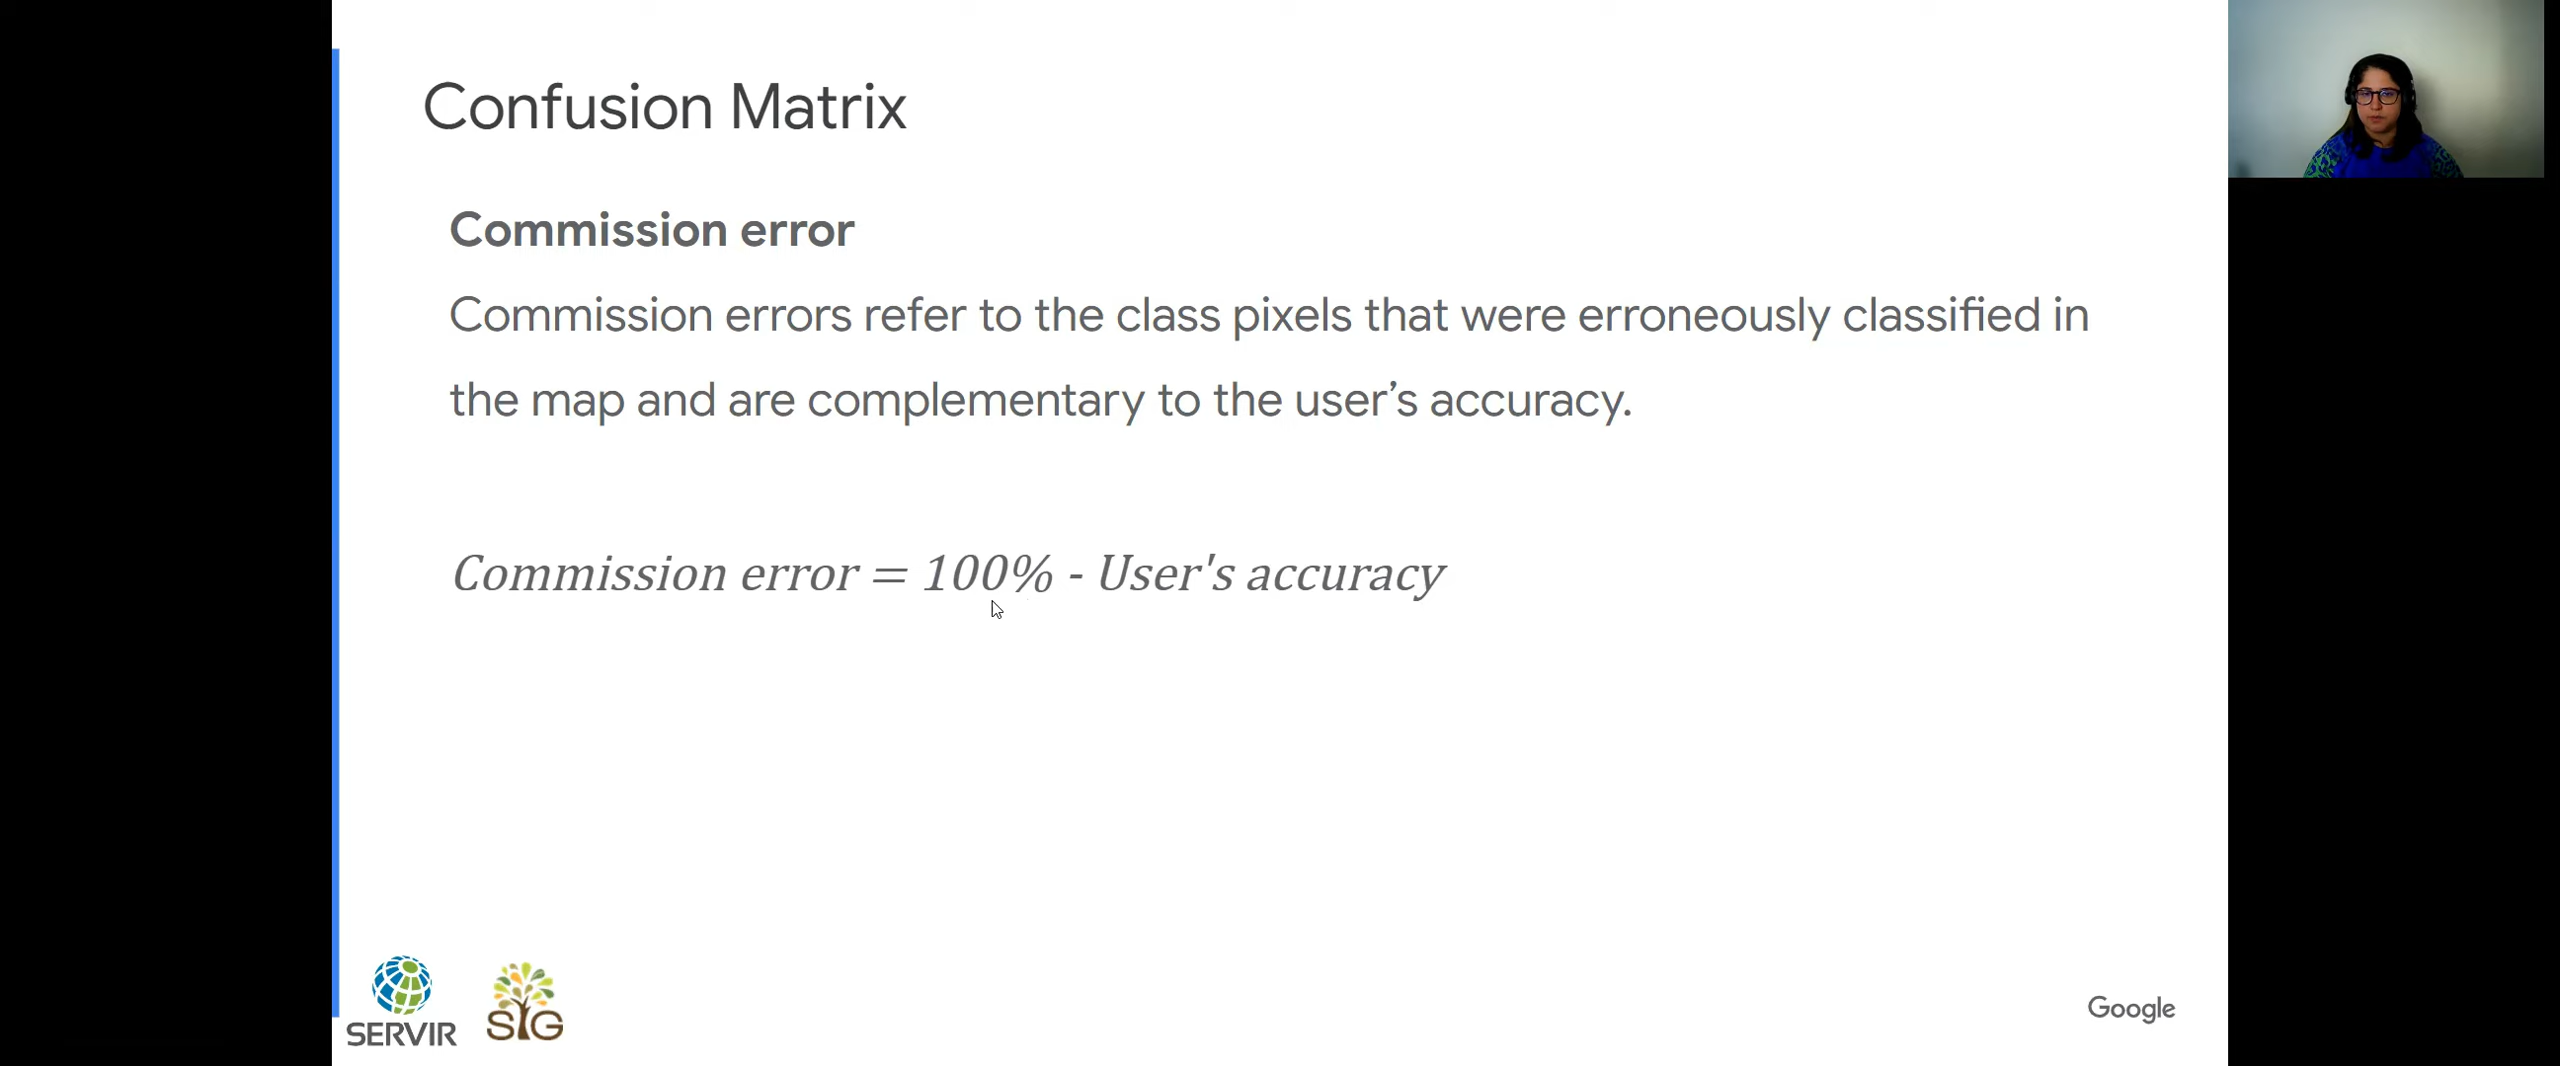 Confusion Matrix
Commission error
Commission errors refer to the class pixels that were erroneously classified in
the map and are complementary to the user’s accuracy.
Commission error = 100% - User's accuracy
SERVIR
SIG
Google